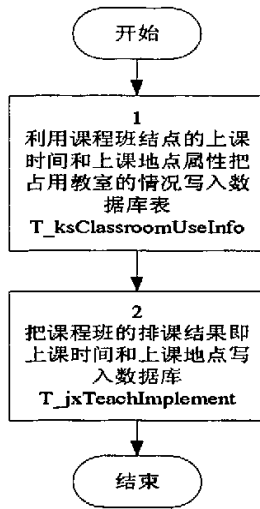 开始
1
利用课程班结点的上课
时间和上课地点属性把
占用教室的情况写入数
据库表
T_ksClassroomUseInfo
2
把课程班的排课结果即
上课时间和上课地点写
入数据库
T_jxTeachImplement
结束